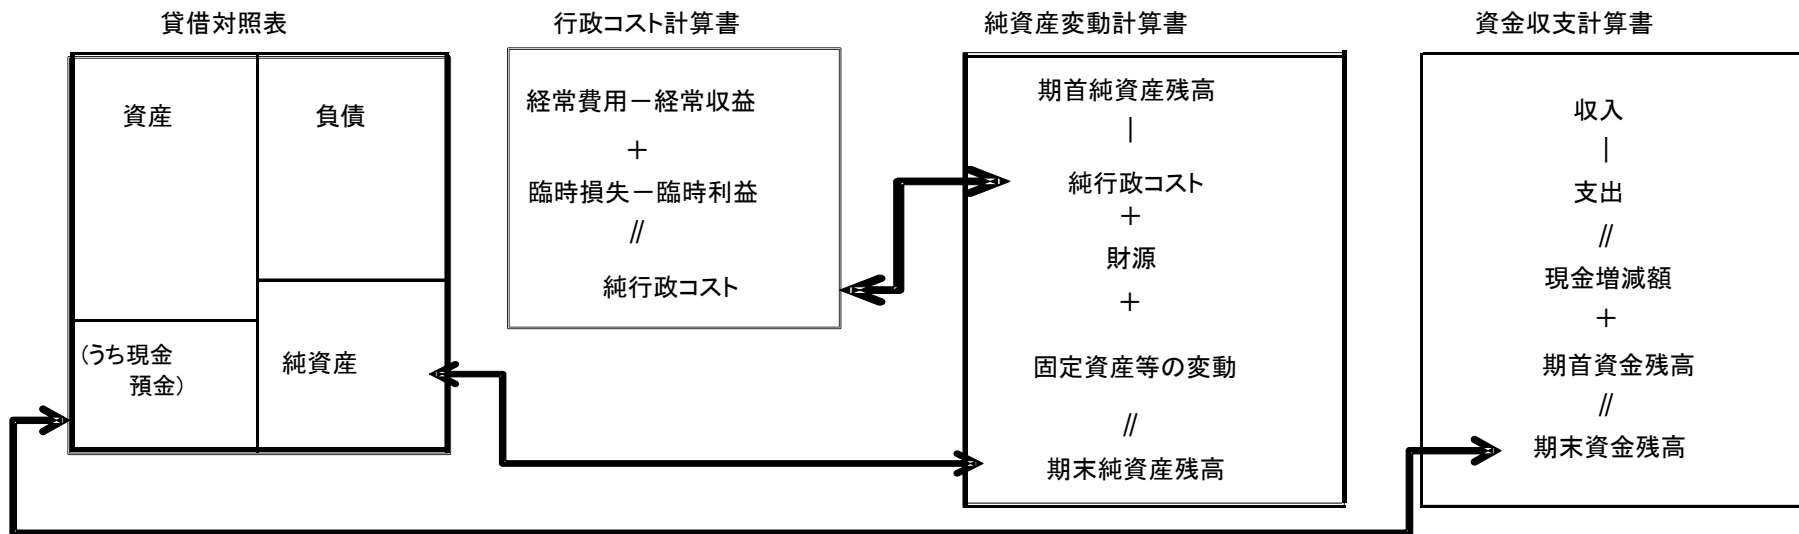 貸借対照表
資産
負債
(うち現金
預金)
純資産
行政コスト計算書
経常費用－経常収益
＋
臨時損失－臨時利益
//
純行政コスト
純資産変動計算書
期首純資産残高
｜
純行政コスト
＋
財源
＋
固定資産等の変動
//
期末純資産残高
資金収支計算書
収入
｜
支出
//
現金増減額
＋
期首資金残高
//
期末資金残高